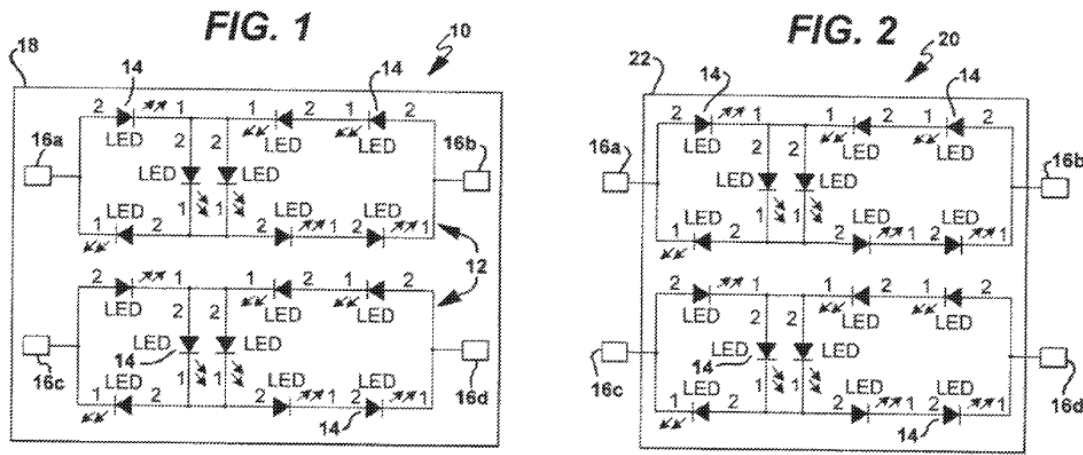 FIG. 1
18 14 14 10
2 1 1 2 1 2
LED LED LED
16a 2 2 16b
LED LED
LED 1 1 LED LED
1 2 2 1 2 1
12
2 1 1 2 1 2
LED LED LED
2 2
LED LED
14
16c LED 1 1 LED LED 16d
1 2 2 1 2 1
14
FIG. 2
22 14 14 20
2 1 1 2 1 2
LED LED LED
16a 2 2 16b
LED LED
LED 1 1 LED LED
1 2 2 1 2 1
2 1 1 2 1 2
LED LED LED
2 2
LED LED
14
16c LED 1 1 LED LED 16d
1 2 2 1 2 1
14